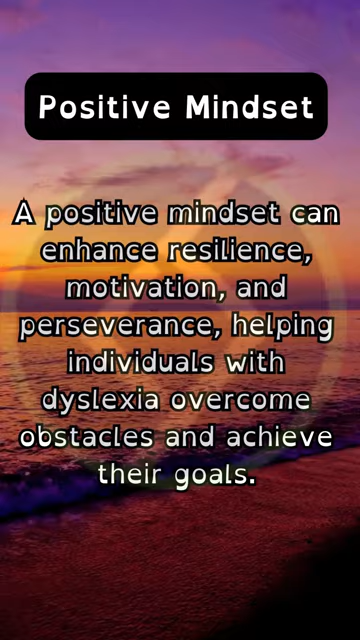 Positive Mindset
A positive mindset can
enhance resilience,
motivation, and
perseverance, helping
individuals with
dyslexia overcome
obstacles and achieve
their goals.